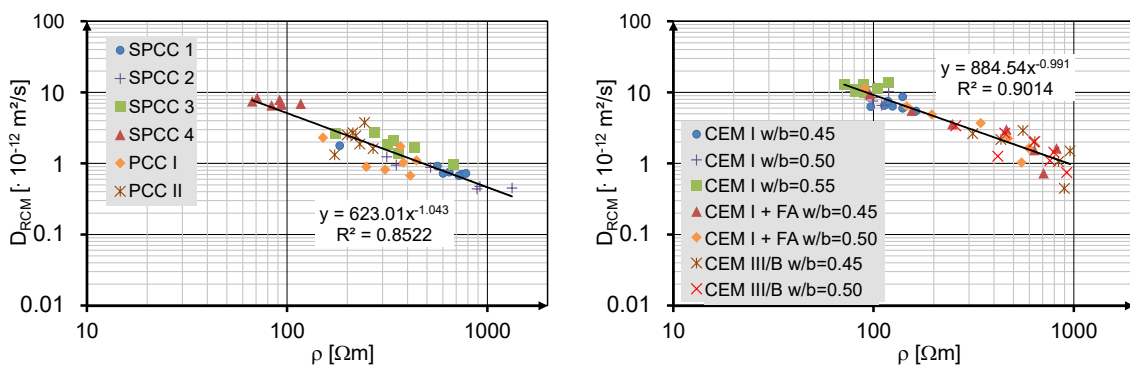 100
10
1
0.1
0.01
10
100
1000
D_RCM [· 10⁻¹² m²/s]
ρ [Ωm]
SPCC 1
SPCC 2
SPCC 3
SPCC 4
PCC I
PCC II
y = 623.01x⁻¹·⁰⁴³
R² = 0.8522
100
10
1
0.1
0.01
10
100
1000
D_RCM [· 10⁻¹² m²/s]
ρ [Ωm]
y = 884.54x⁻⁰·⁹⁹¹
R² = 0.9014
CEM I w/b=0.45
CEM I w/b=0.50
CEM I w/b=0.55
CEM I + FA w/b=0.45
CEM I + FA w/b=0.50
CEM III/B w/b=0.45
CEM III/B w/b=0.50